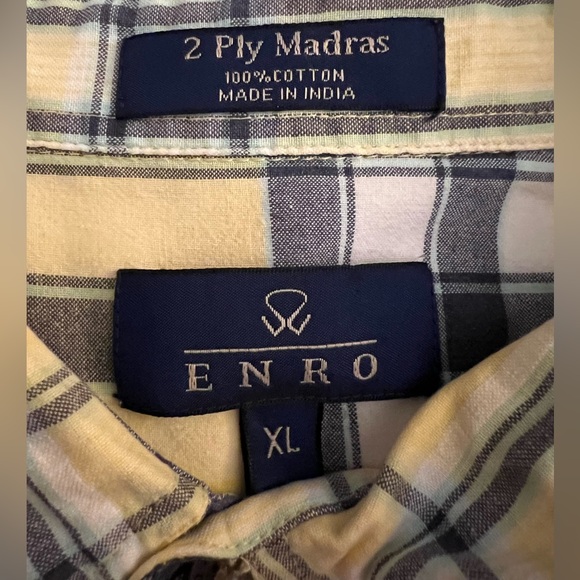 2 Ply Madras
100%COTTON
MADE IN INDIA
ENRO
XL